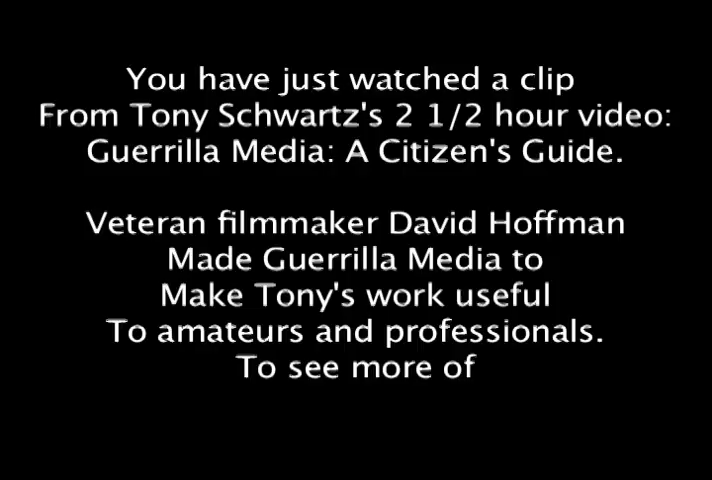 You have just watched a clip
From Tony Schwartz's 2 1/2 hour video:
Guerrilla Media: A Citizen's Guide.
Veteran filmmaker David Hoffman
Made Guerrilla Media to
Make Tony's work useful
To amateurs and professionals.
To see more of